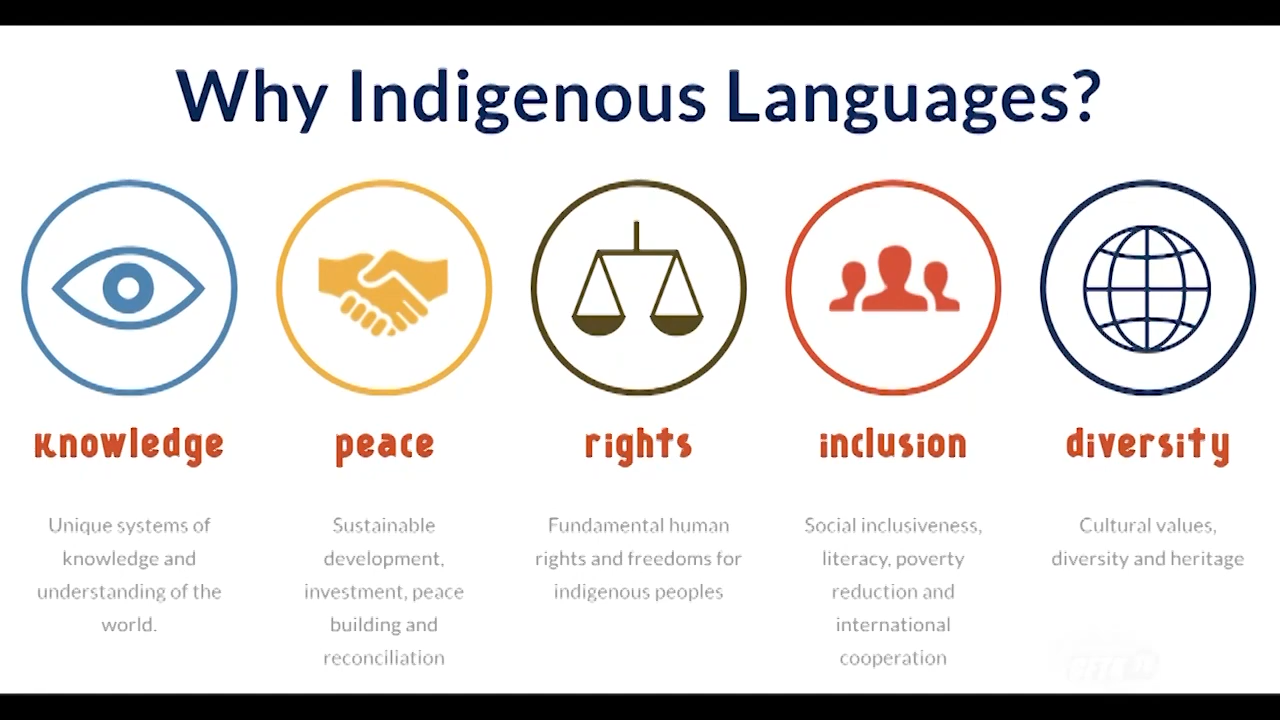 Why Indigenous Languages?
knowledge
peace
rights
inclusion
diversity
Unique systems of
knowledge and
understanding of the
world.
Sustainable
development,
investment, peace
building and
reconciliation
Fundamental human
rights and freedoms for
indigenous peoples
Social inclusiveness,
literacy, poverty
reduction and
international
cooperation
Cultural values,
diversity and heritage